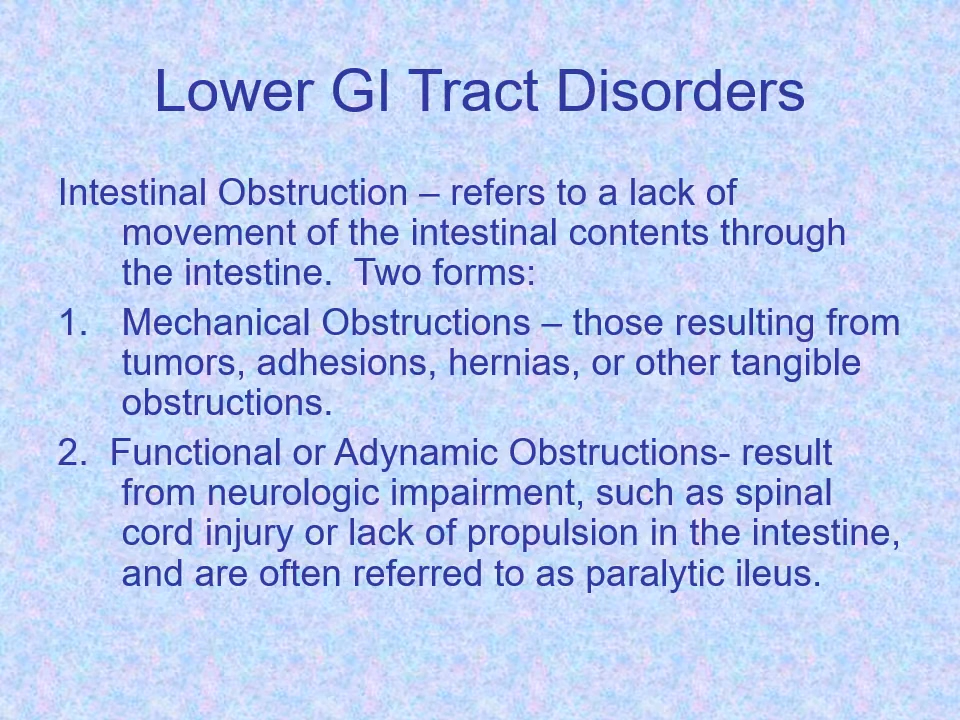 Lower GI Tract Disorders
Intestinal Obstruction – refers to a lack of
movement of the intestinal contents through
the intestine.  Two forms:
1.   Mechanical Obstructions – those resulting from
tumors, adhesions, hernias, or other tangible
obstructions.
2.  Functional or Adynamic Obstructions- result
from neurologic impairment, such as spinal
cord injury or lack of propulsion in the intestine,
and are often referred to as paralytic ileus.